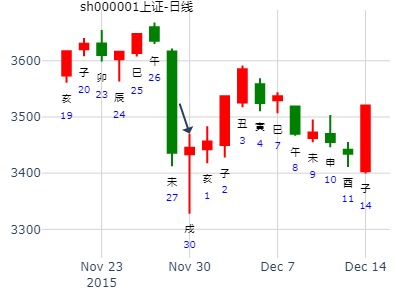 sh000001上证-日线
3600
3500
3400
3300
亥
19
子
20
卯
23
辰
24
巳
25
午
26
未
27
戌
30
亥
1
子
2
丑
3
寅
4
巳
7
午
8
未
9
申
10
酉
11
子
14
Nov 23
2015
Nov 30
Dec 7
Dec 14